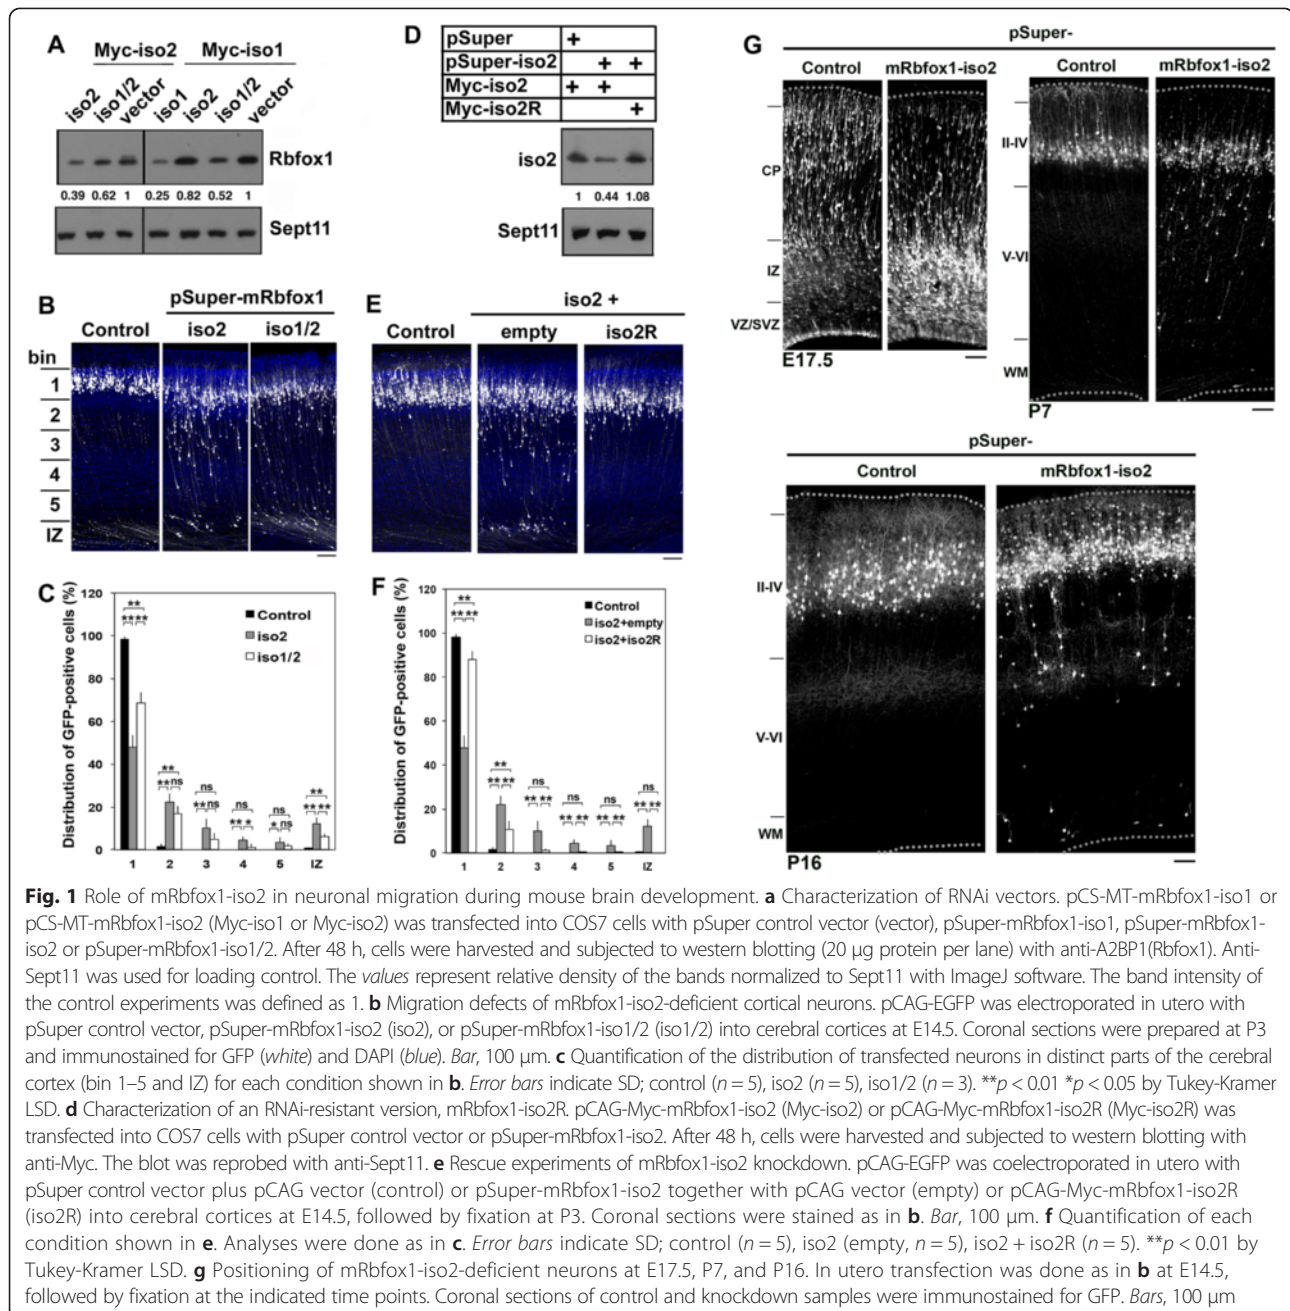 A
Myc-iso2 Myc-iso1
iso2 iso1/2 vector iso1 iso2 iso1/2 vector
Rbfox1
0.39 0.62 1 0.25 0.82 0.52 1
Sept11
B
pSuper-mRbfox1
Control iso2 iso1/2
bin
1
2
3
4
5
IZ
C
Distribution of GFP-positive cells (%)
120
100
80
60
40
20
0
Control
iso2
iso1/2
**
** **
**
** ns
ns
** ns
ns
** *
ns
* ns
**
** **
1 2 3 4 5 IZ
D
pSuper +
pSuper-iso2 + +
Myc-iso2 + +
Myc-iso2R +
iso2
1 0.44 1.08
Sept11
E
iso2 +
Control empty iso2R
F
Distribution of GFP-positive cells (%)
120
100
80
60
40
20
0
Control
iso2+empty
iso2+iso2R
**
** **
**
** **
ns
** **
ns
** **
ns
** **
ns
** **
1 2 3 4 5 IZ
G
pSuper-
Control mRbfox1-iso2
CP
IZ
VZ/SVZ
E17.5
Control mRbfox1-iso2
II-IV
V-VI
WM
P7
pSuper-
Control mRbfox1-iso2
II-IV
V-VI
WM
P16
Fig. 1 Role of mRbfox1-iso2 in neuronal migration during mouse brain development. a Characterization of RNAi vectors. pCS-MT-mRbfox1-iso1 or
pCS-MT-mRbfox1-iso2 (Myc-iso1 or Myc-iso2) was transfected into COS7 cells with pSuper control vector (vector), pSuper-mRbfox1-iso1, pSuper-mRbfox1-
iso2 or pSuper-mRbfox1-iso1/2. After 48 h, cells were harvested and subjected to western blotting (20 μg protein per lane) with anti-A2BP1(Rbfox1). Anti-
Sept11 was used for loading control. The values represent relative density of the bands normalized to Sept11 with ImageJ software. The band intensity of
the control experiments was defined as 1. b Migration defects of mRbfox1-iso2-deficient cortical neurons. pCAG-EGFP was electroporated in utero with
pSuper control vector, pSuper-mRbfox1-iso2 (iso2), or pSuper-mRbfox1-iso1/2 (iso1/2) into cerebral cortices at E14.5. Coronal sections were prepared at P3
and immunostained for GFP (white) and DAPI (blue). Bar, 100 μm. c Quantification of the distribution of transfected neurons in distinct parts of the cerebral
cortex (bin 1–5 and IZ) for each condition shown in b. Error bars indicate SD; control (n = 5), iso2 (n = 5), iso1/2 (n = 3). **p < 0.01 *p < 0.05 by Tukey-Kramer
LSD. d Characterization of an RNAi-resistant version, mRbfox1-iso2R. pCAG-Myc-mRbfox1-iso2 (Myc-iso2) or pCAG-Myc-mRbfox1-iso2R (Myc-iso2R) was
transfected into COS7 cells with pSuper control vector or pSuper-mRbfox1-iso2. After 48 h, cells were harvested and subjected to western blotting with
anti-Myc. The blot was reprobed with anti-Sept11. e Rescue experiments of mRbfox1-iso2 knockdown. pCAG-EGFP was coelectroporated in utero with
pSuper control vector plus pCAG vector (control) or pSuper-mRbfox1-iso2 together with pCAG vector (empty) or pCAG-Myc-mRbfox1-iso2R
(iso2R) into cerebral cortices at E14.5, followed by fixation at P3. Coronal sections were stained as in b. Bar, 100 μm. f Quantification of each
condition shown in e. Analyses were done as in c. Error bars indicate SD; control (n = 5), iso2 (empty, n = 5), iso2 + iso2R (n = 5). **p < 0.01 by
Tukey-Kramer LSD. g Positioning of mRbfox1-iso2-deficient neurons at E17.5, P7, and P16. In utero transfection was done as in b at E14.5,
followed by fixation at the indicated time points. Coronal sections of control and knockdown samples were immunostained for GFP. Bars, 100 μm